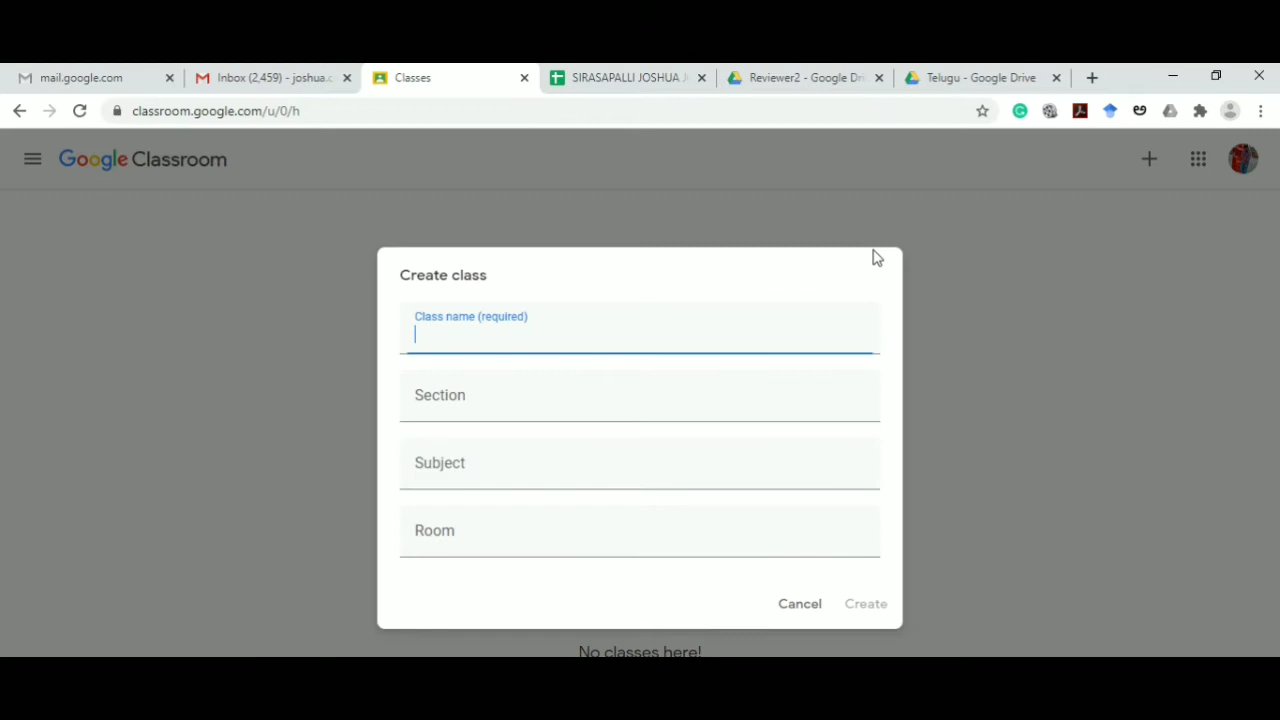 mail.google.com
Inbox (2,459) - joshua.c
Classes
SIRASAPALLI JOSHUA J
Reviewer2 - Google Dri
Telugu - Google Drive
classroom.google.com/u/0/h
Google Classroom
Create class
Class name (required)
Section
Subject
Room
Cancel Create
No classes here!